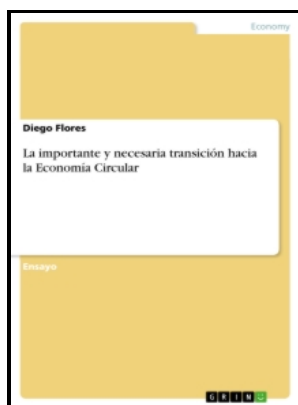 Economy
Diego Flores
La importante y necesaria transición hacia
la Economía Circular
Ensayo
GRIN